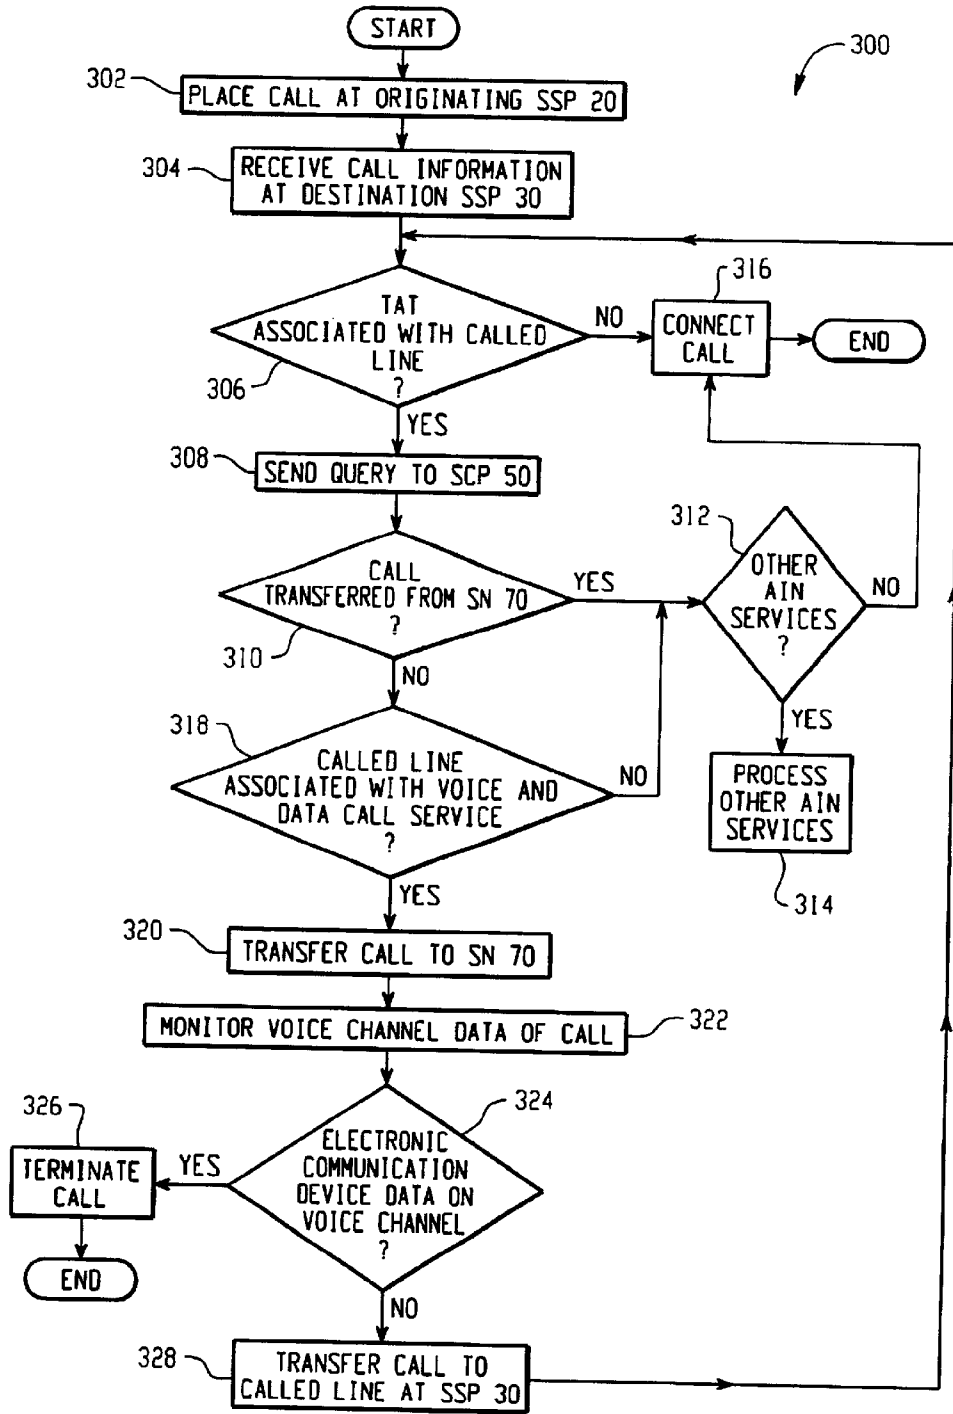 START
300
302
PLACE CALL AT ORIGINATING SSP 20
304
RECEIVE CALL INFORMATION
AT DESTINATION SSP 30
TAT
ASSOCIATED WITH CALLED
LINE
?
306
NO
316
CONNECT
CALL
END
YES
308
SEND QUERY TO SCP 50
CALL
TRANSFERRED FROM SN 70
?
310
YES
312
OTHER
AIN
SERVICES
?
NO
NO
318
CALLED LINE
ASSOCIATED WITH VOICE AND
DATA CALL SERVICE
?
NO
YES
PROCESS
OTHER AIN
SERVICES
314
YES
320
TRANSFER CALL TO SN 70
MONITOR VOICE CHANNEL DATA OF CALL
322
324
ELECTRONIC
COMMUNICATION
DEVICE DATA ON
VOICE CHANNEL
?
326
YES
TERMINATE
CALL
END
NO
328
TRANSFER CALL TO
CALLED LINE AT SSP 30